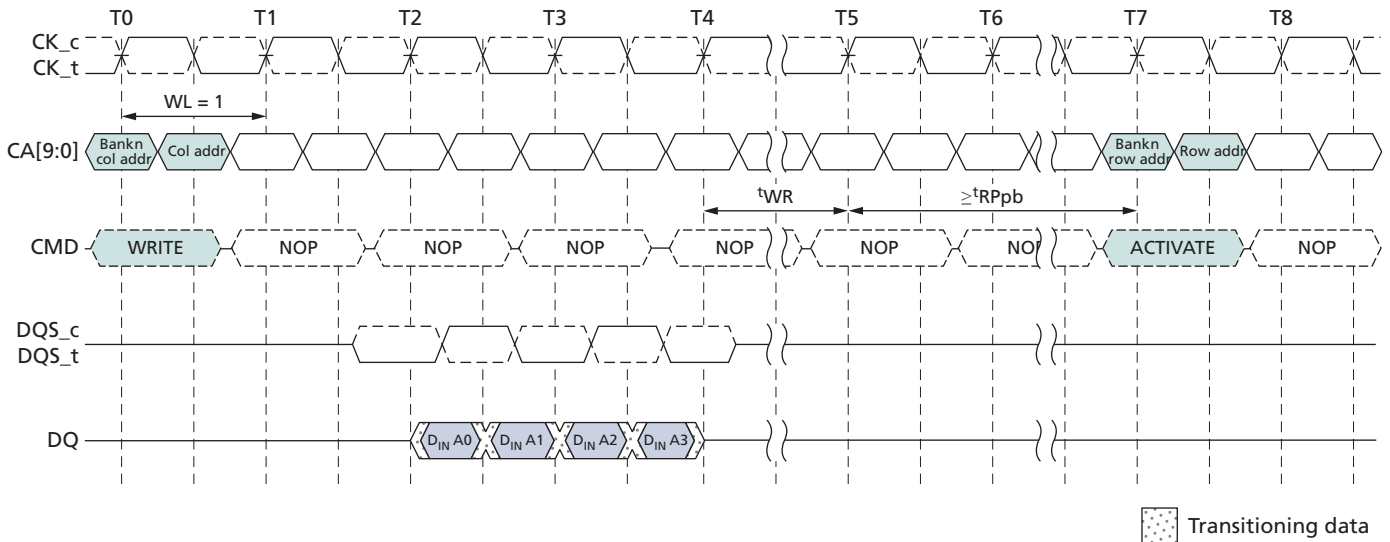 T0 T1 T2 T3 T4 T5 T6 T7 T8
CK_c
CK_t
WL = 1
CA[9:0] Bankn col addr Col addr Bankn row addr Row addr
tWR ≥tRPpb
CMD WRITE NOP NOP NOP NOP NOP NOP ACTIVATE NOP
DQS_c
DQS_t
DQ DIN A0 DIN A1 DIN A2 DIN A3
Transitioning data